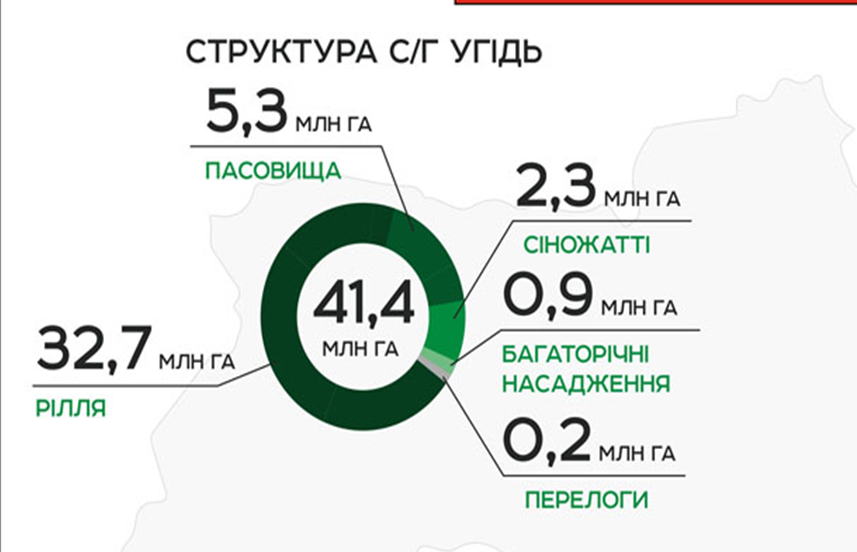 СТРУКТУРА С/Г УГІДЬ
5,3 МЛН ГА
ПАСОВИЩА
2,3 МЛН ГА
СІНОЖАТТІ
41,4
МЛН ГА
0,9 МЛН ГА
БАГАТОРІЧНІ
НАСАДЖЕННЯ
32,7 МЛН ГА
РІЛЛЯ
0,2 МЛН ГА
ПЕРЕЛОГИ